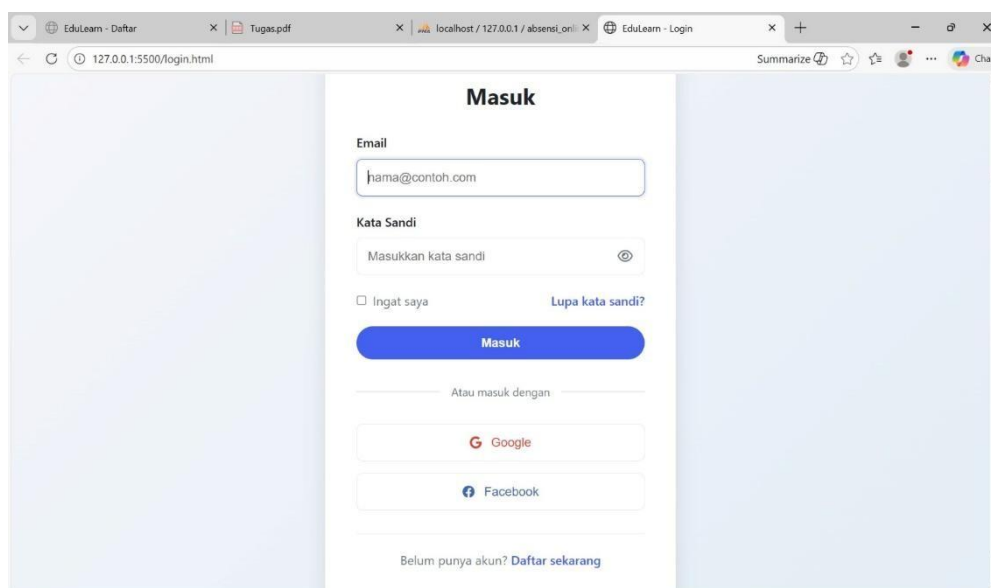 EduLearn - Daftar
Tugas.pdf
localhost / 127.0.0.1 / absensi_onli
EduLearn - Login
127.0.0.1:5500/login.html
Summarize
Cha
Masuk
Email
nama@contoh.com
Kata Sandi
Masukkan kata sandi
Ingat saya Lupa kata sandi?
Masuk
Atau masuk dengan
Google
Facebook
Belum punya akun? Daftar sekarang